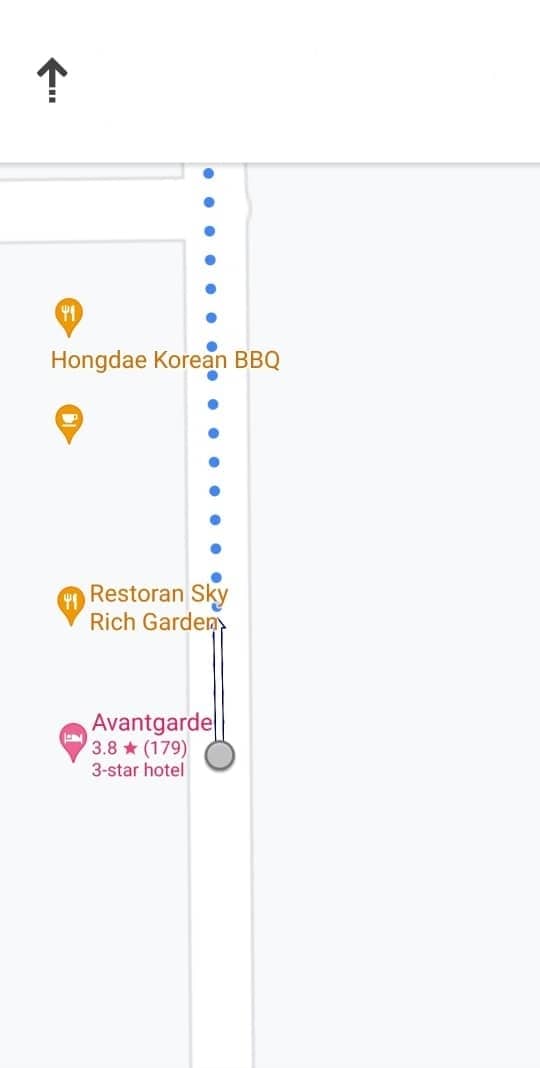 Hongdae Korean BBQ
Restoran Sky
Rich Garden
Avantgarde
3.8 ★ (179)
3-star hotel